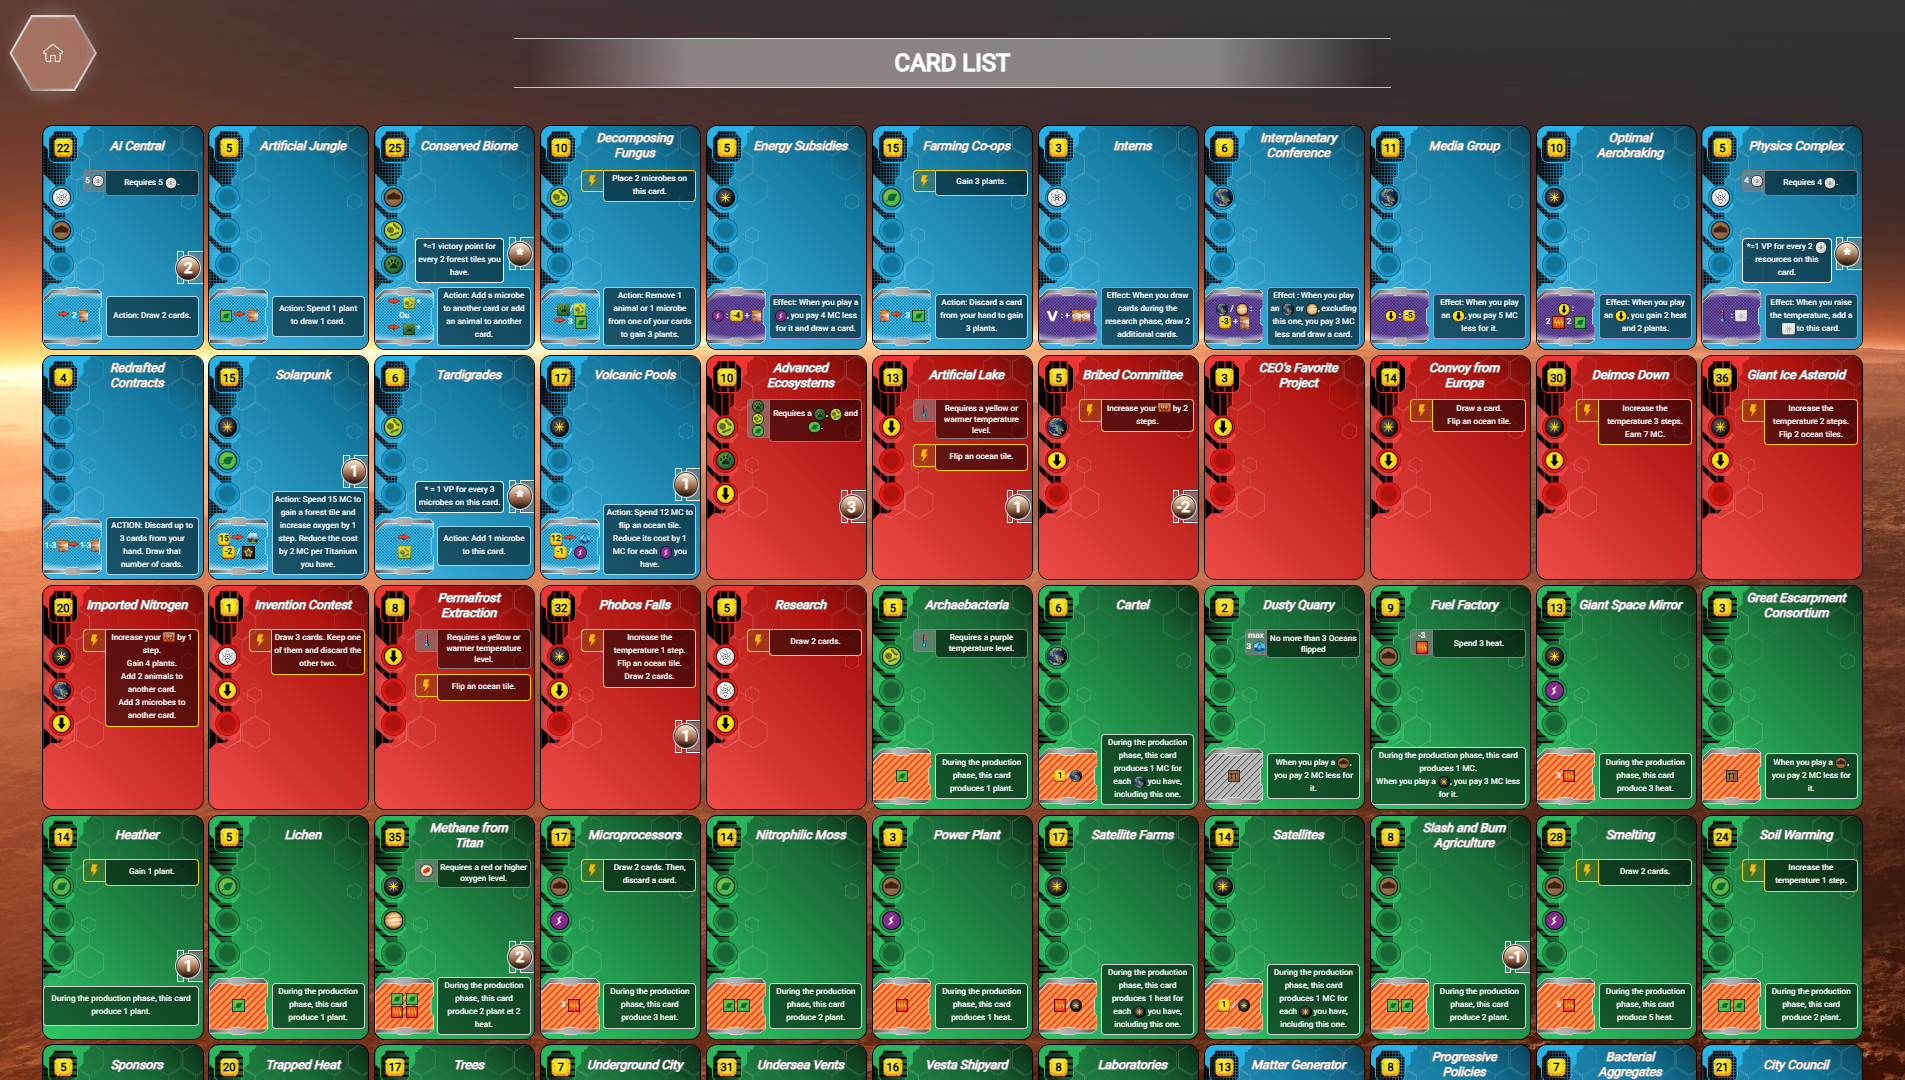 CARD LIST
22
AI Central
5
Requires 5 .
2
2
Action: Draw 2 cards.
5
Artificial Jungle
Action: Spend 1 plant
to draw 1 card.
25
Conserved Biome
*=1 victory point for
every 2 forest tiles you
have.
*
*
Ou
*
Action: Add a microbe
to another card or add
an animal to another
card.
10
Decomposing
Fungus
Place 2 microbes on
this card.
3
Action: Remove 1
animal or 1 microbe
from one of your cards
to gain 3 plants.
5
Energy Subsidies
: -4 +
Effect: When you play a
, you pay 4 MC less
for it and draw a card.
15
Farming Co-ops
Gain 3 plants.
3
Action: Discard a card
from your hand to gain
3 plants.
3
Interns
V : +
Effect: When you draw
cards during the
research phase, draw 2
additional cards.
6
Interplanetary
Conference
/ :
-3 +
Effect : When you play
an or , excluding
this one, you pay 3 MC
less and draw a card.
11
Media Group
: -5
Effect: When you play
an , you pay 5 MC
less for it.
10
Optimal
Aerobraking
:
2 2
Effect: When you play
an , you gain 2 heat
and 2 plants.
5
Physics Complex
4
Requires 4 .
*=1 VP for every 2
resources on this
card.
*
:
Effect: When you raise
the temperature, add a
to this card.
4
Redrafted
Contracts
1-3 1-3
ACTION: Discard up to
3 cards from your
hand. Draw that
number of cards.
15
Solarpunk
1
15
-2 /
Action: Spend 15 MC to
gain a forest tile and
increase oxygen by 1
step. Reduce the cost
by 2 MC per Titanium
you have.
6
Tardigrades
* = 1 VP for every 3
microbes on this card.
*
Action: Add 1 microbe
to this card.
17
Volcanic Pools
1
12
-1 /
Action: Spend 12 MC to
flip an ocean tile.
Reduce its cost by 1
MC for each you
have.
10
Advanced
Ecosystems
Requires a , and
.
3
13
Artificial Lake
Requires a yellow or
warmer temperature
level.
Flip an ocean tile.
1
5
Bribed Committee
Increase your by 2
steps.
-2
3
CEO's Favorite
Project
14
Convoy from
Europa
Draw a card.
Flip an ocean tile.
30
Deimos Down
Increase the
temperature 3 steps.
Earn 7 MC.
36
Giant Ice Asteroid
Increase the
temperature 2 steps.
Flip 2 ocean tiles.
20
Imported Nitrogen
Increase your by 1
step.
Gain 4 plants.
Add 2 animals to
another card.
Add 3 microbes to
another card.
1
Invention Contest
Draw 3 cards. Keep one
of them and discard the
other two.
8
Permafrost
Extraction
Requires a yellow or
warmer temperature
level.
Flip an ocean tile.
32
Phobos Falls
Increase the
temperature 1 step.
Flip an ocean tile.
Draw 2 cards.
1
5
Research
Draw 2 cards.
5
Archaebacteria
Requires a purple
temperature level.
During the production
phase, this card
produces 1 plant.
6
Cartel
1 /
During the production
phase, this card
produces 1 MC for
each you have,
including this one.
2
Dusty Quarry
max
3
No more than 3 Oceans
flipped
When you play a ,
you pay 2 MC less for
it.
9
Fuel Factory
-3
Spend 3 heat.
During the production phase, this card
produces 1 MC.
When you play a , you pay 3 MC less
for it.
13
Giant Space Mirror
3
During the production
phase, this card
produce 3 heat.
3
Great Escarpment
Consortium
When you play a ,
you pay 2 MC less for
it.
14
Heather
Gain 1 plant.
1
During the production phase, this card
produce 1 plant.
5
Lichen
During the production
phase, this card
produce 1 plant.
35
Methane from
Titan
Requires a red or higher
oxygen level.
2
During the production
phase, this card
produce 2 plant et 2
heat.
17
Microprocessors
Draw 2 cards. Then,
discard a card.
3
During the production
phase, this card
produce 3 heat.
14
Nitrophilic Moss
During the production
phase, this card
produce 2 plant.
3
Power Plant
During the production
phase, this card
produces 1 heat.
17
Satellite Farms
/
During the production
phase, this card
produces 1 heat for
each you have,
including this one.
14
Satellites
1 /
During the production
phase, this card
produces 1 MC for
each you have,
including this one.
8
Slash and Burn
Agriculture
-1
During the production
phase, this card
produce 2 plant.
28
Smelting
Draw 2 cards.
5
During the production
phase, this card
produce 5 heat.
24
Soil Warming
Increase the
temperature 1 step.
During the production
phase, this card
produce 2 plant.
5
Sponsors
20
Trapped Heat
17
Trees
7
Underground City
31
Undersea Vents
16
Vesta Shipyard
8
Laboratories
13
Matter Generator
8
Progressive
Policies
7
Bacterial
Aggregates
21
City Council